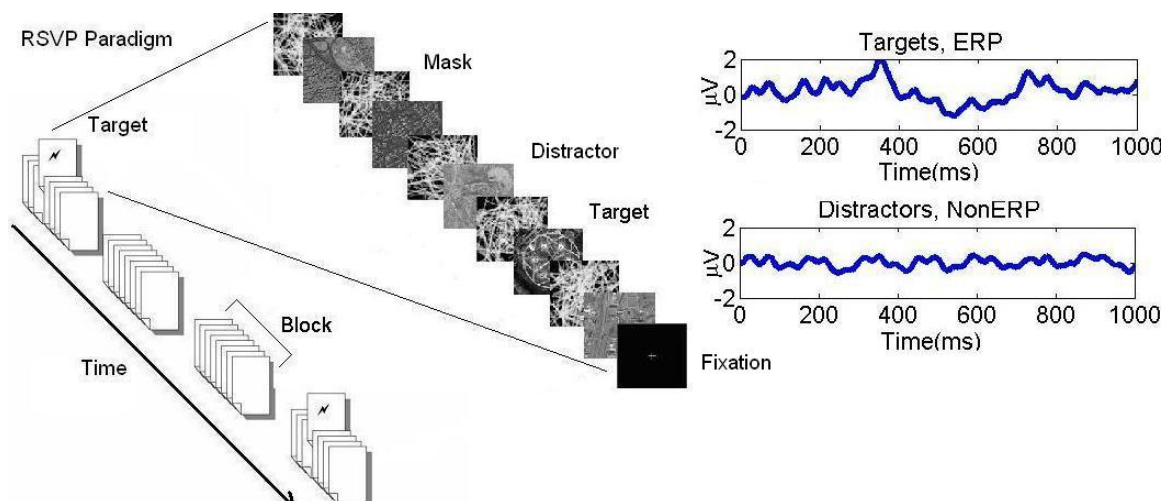 RSVP Paradigm
Target
Block
Time
Mask
Distractor
Target
Fixation
Targets, ERP
µV
2
0
-2
0 200 400 600 800 1000
Time(ms)
Distractors, NonERP
µV
2
0
-2
0 200 400 600 800 1000
Time(ms)